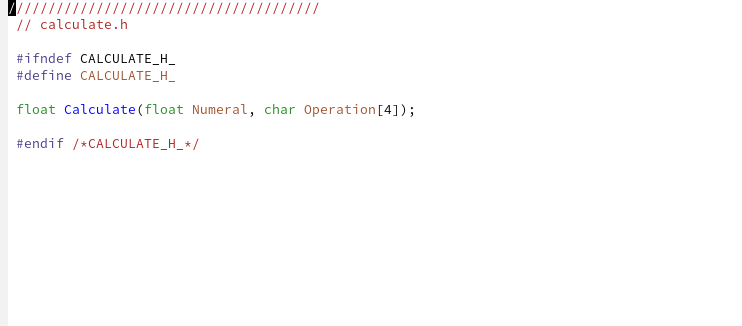 ///////////////////////////////////////
// calculate.h
#ifndef CALCULATE_H_
#define CALCULATE_H_
float Calculate(float Numeral, char Operation[4]);
#endif /*CALCULATE_H_*/